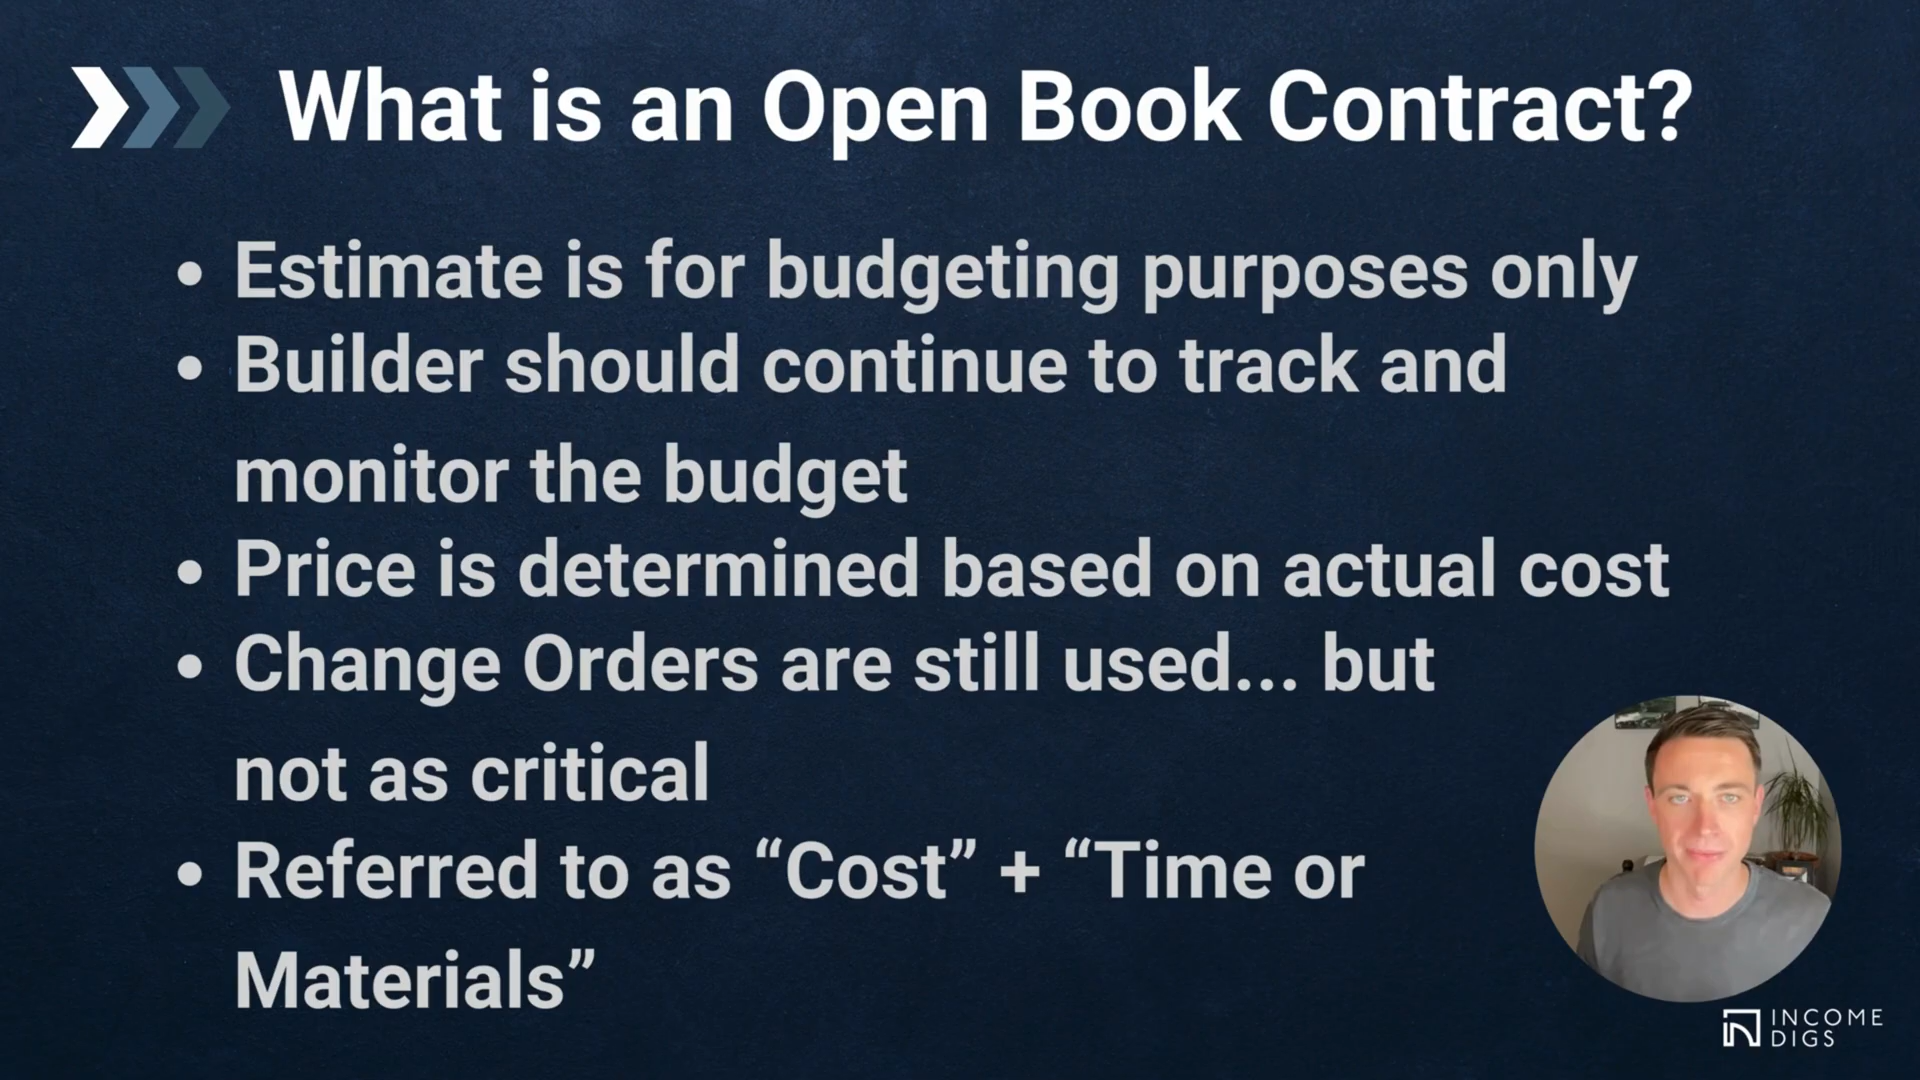 What is an Open Book Contract?
• Estimate is for budgeting purposes only
• Builder should continue to track and
monitor the budget
• Price is determined based on actual cost
• Change Orders are still used... but
not as critical
• Referred to as “Cost” + “Time or
Materials”
INCOME
DIGS